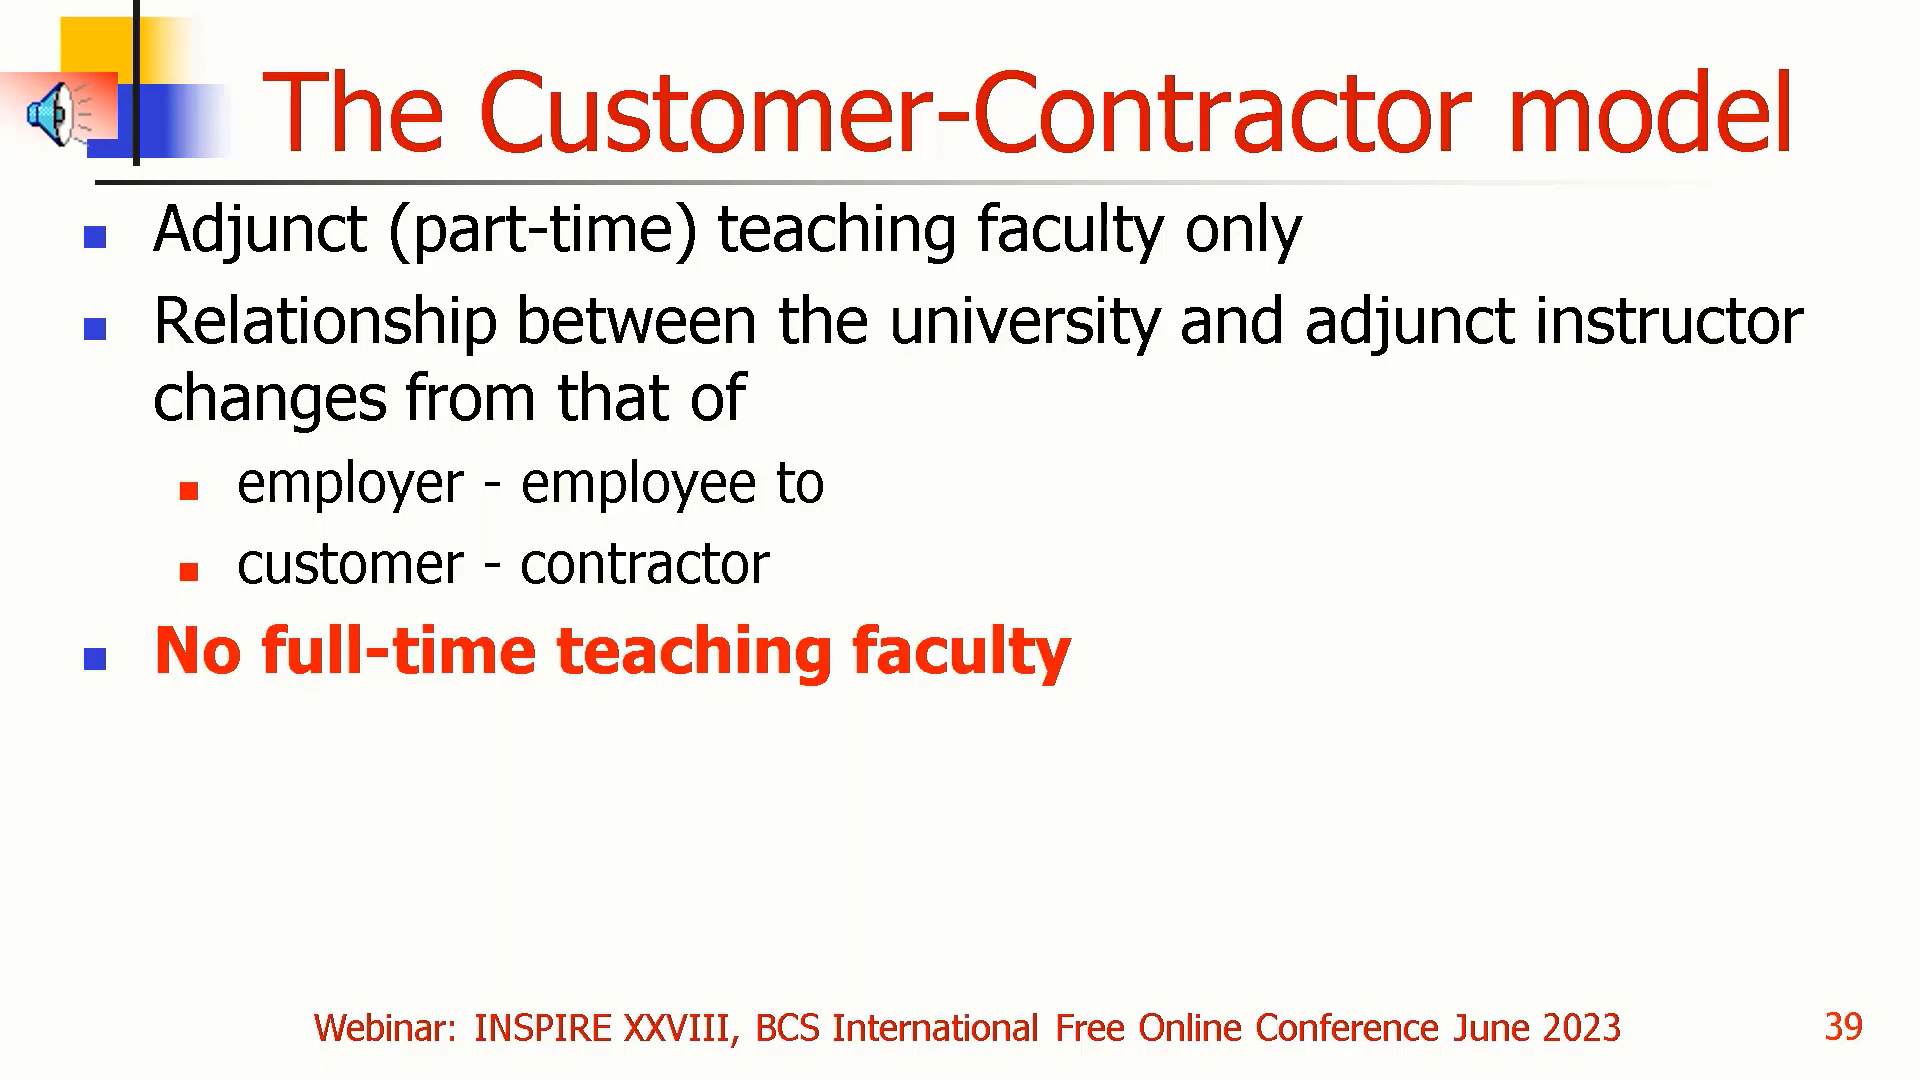 The Customer-Contractor model
Adjunct (part-time) teaching faculty only
Relationship between the university and adjunct instructor
changes from that of
employer - employee to
customer - contractor
No full-time teaching faculty
Webinar: INSPIRE XXVIII, BCS International Free Online Conference June 2023
39